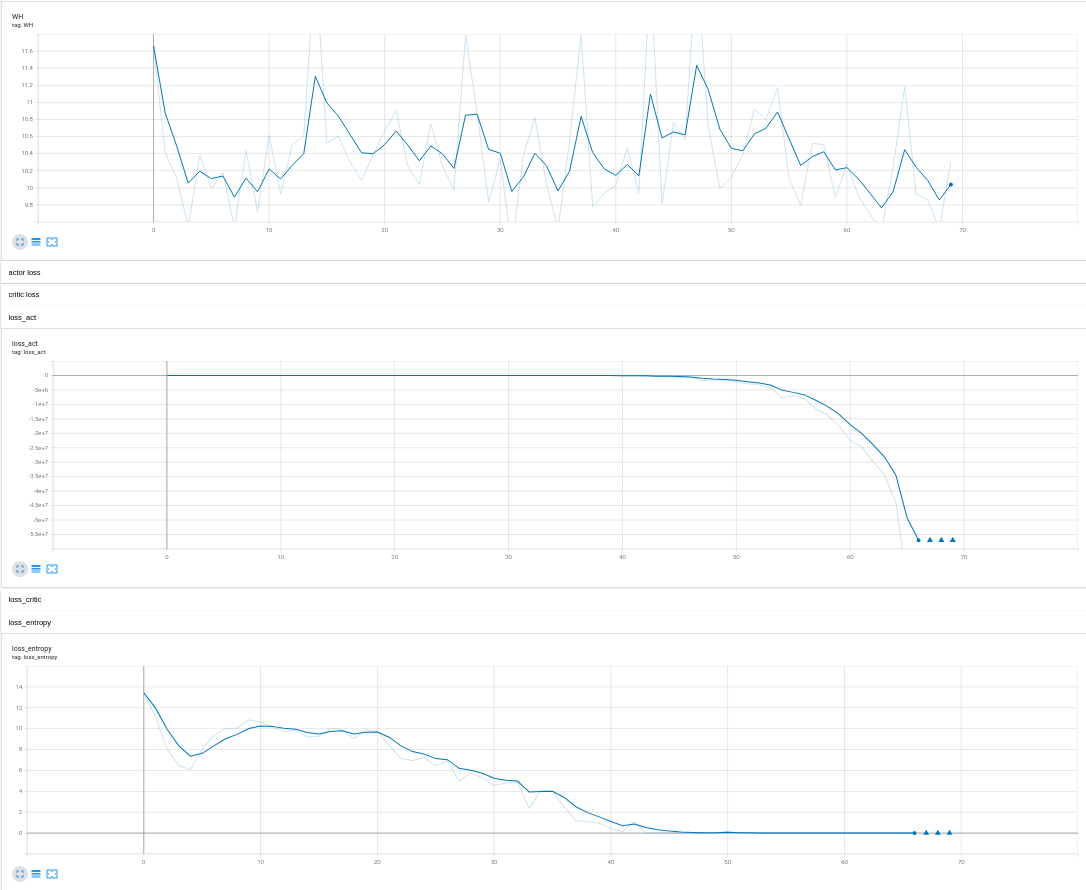 WH
tag: WH
11.6
11.4
11.2
11
10.8
10.6
10.4
10.2
10
9.8
0 10 20 30 40 50 60 70
actor loss
critic loss
loss_act
loss_act
tag: loss_act
0
-5e+6
-1e+7
-1.5e+7
-2e+7
-2.5e+7
-3e+7
-3.5e+7
-4e+7
-4.5e+7
-5e+7
-5.5e+7
0 10 20 30 40 50 60 70
loss_critic
loss_entropy
loss_entropy
tag: loss_entropy
14
12
10
8
6
4
2
0
0 10 20 30 40 50 60 70